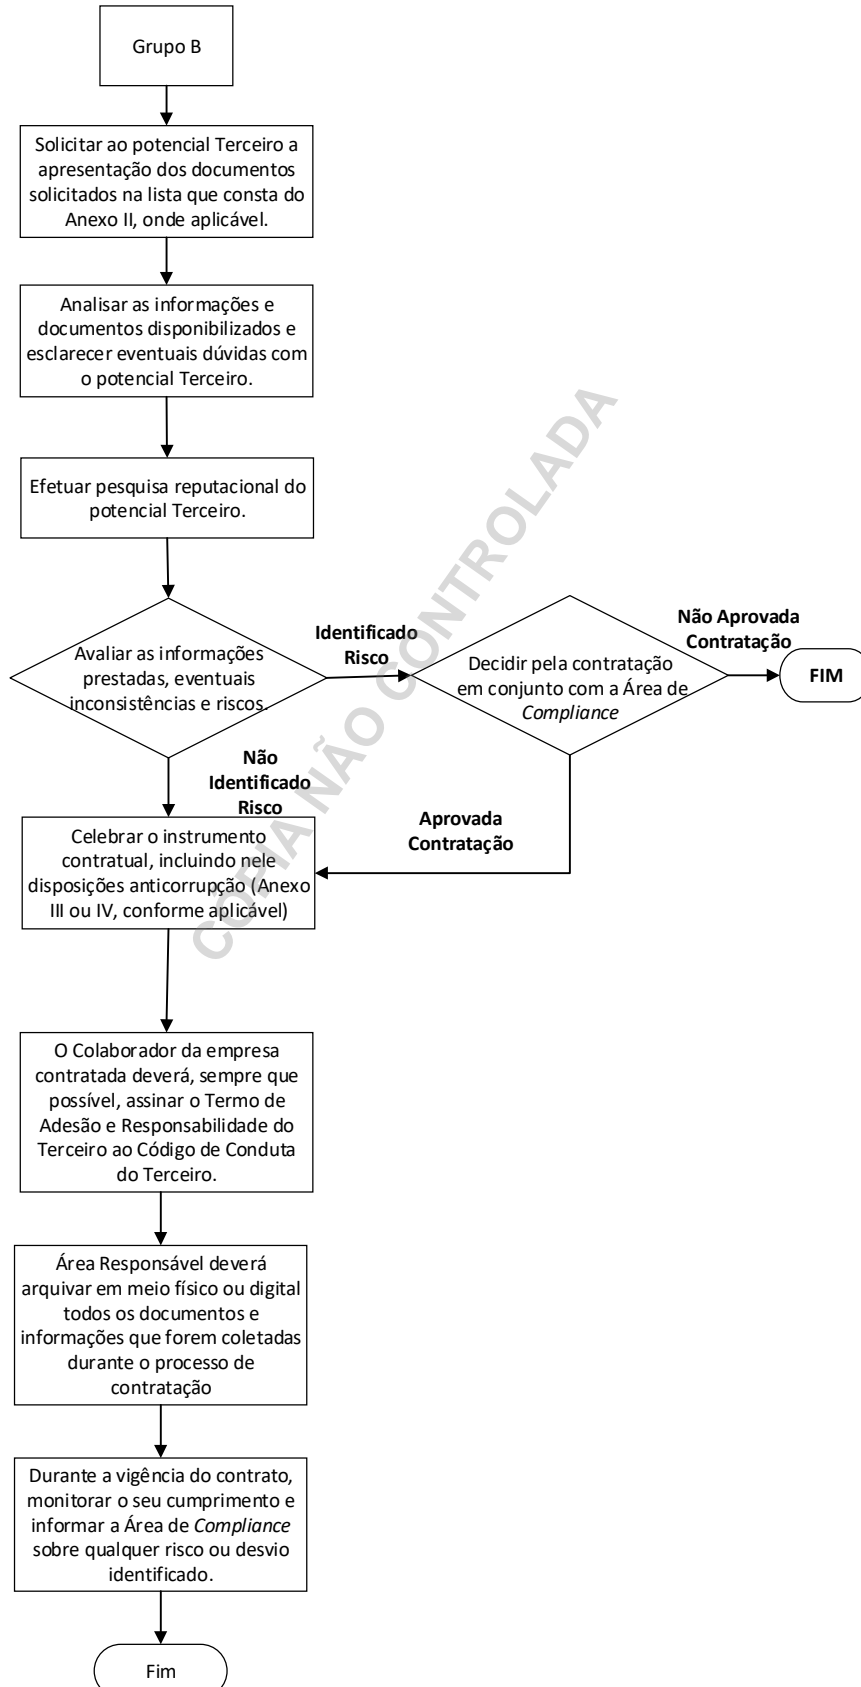 Grupo B
Solicitar ao potencial Terceiro a
apresentação dos documentos
solicitados na lista que consta do
Anexo II, onde aplicável.
Analisar as informações e
documentos disponibilizados e
esclarecer eventuais dúvidas com
o potencial Terceiro.
Efetuar pesquisa reputacional do
potencial Terceiro.
Avaliar as informações
prestadas, eventuais
inconsistências e riscos.
Identificado
Risco
Decidir pela contratação
em conjunto com a Área de
Compliance
Não Aprovada
Contratação
FIM
Não
Identificado
Risco
Aprovada
Contratação
Celebrar o instrumento
contratual, incluindo nele
disposições anticorrupção (Anexo
III ou IV, conforme aplicável)
O Colaborador da empresa
contratada deverá, sempre que
possível, assinar o Termo de
Adesão e Responsabilidade do
Terceiro ao Código de Conduta
do Terceiro.
Área Responsável deverá
arquivar em meio físico ou digital
todos os documentos e
informações que forem coletadas
durante o processo de
contratação
Durante a vigência do contrato,
monitorar o seu cumprimento e
informar a Área de Compliance
sobre qualquer risco ou desvio
identificado.
Fim
CÓPIA NÃO CONTROLADA